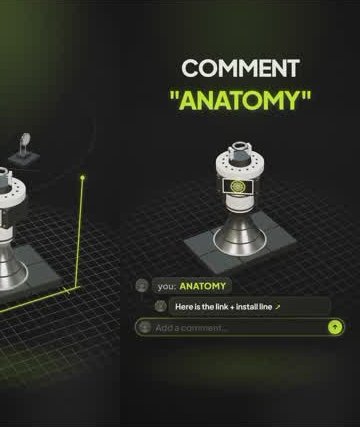 COMMENT
"ANATOMY"
you: ANATOMY
Here is the link + install line ↗
Add a comment...